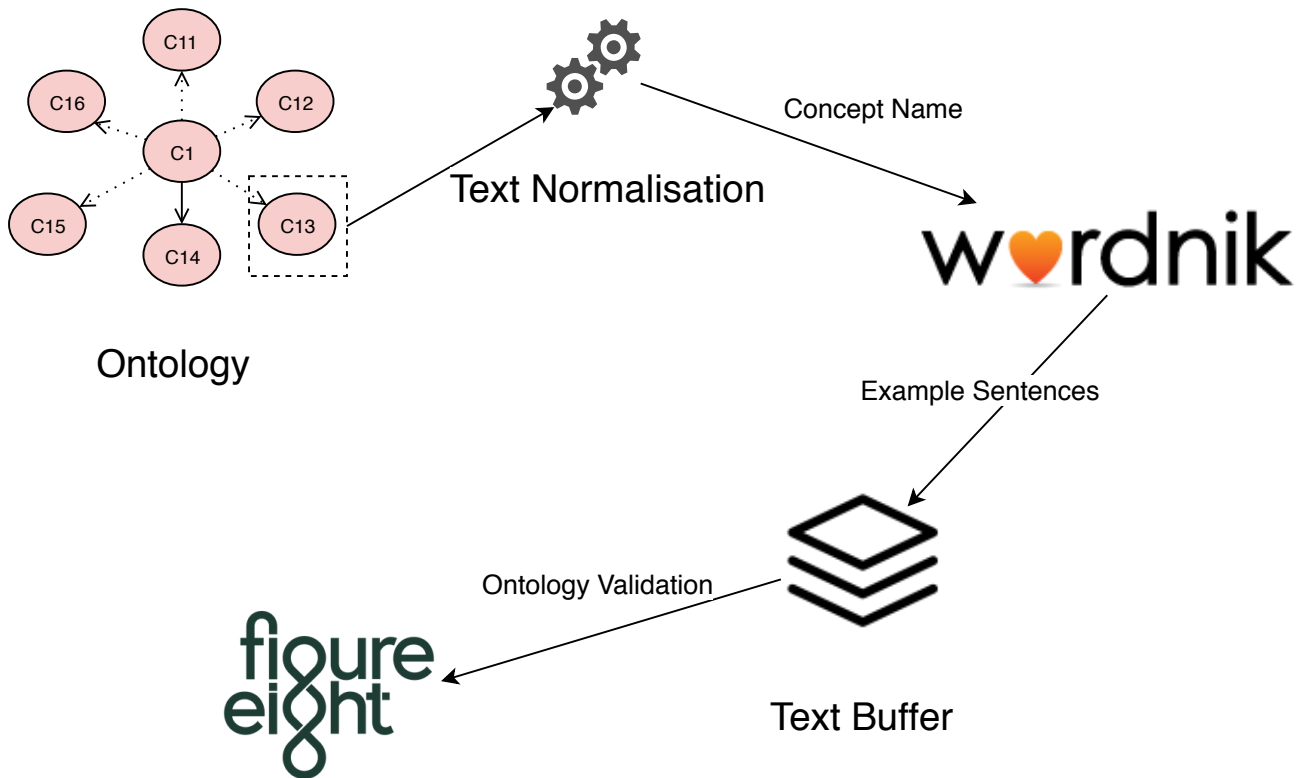 C11
C16
C12
C1
C15
C14
C13
Ontology
Text Normalisation
Concept Name
wordnik
Example Sentences
Text Buffer
Ontology Validation
figure
eight